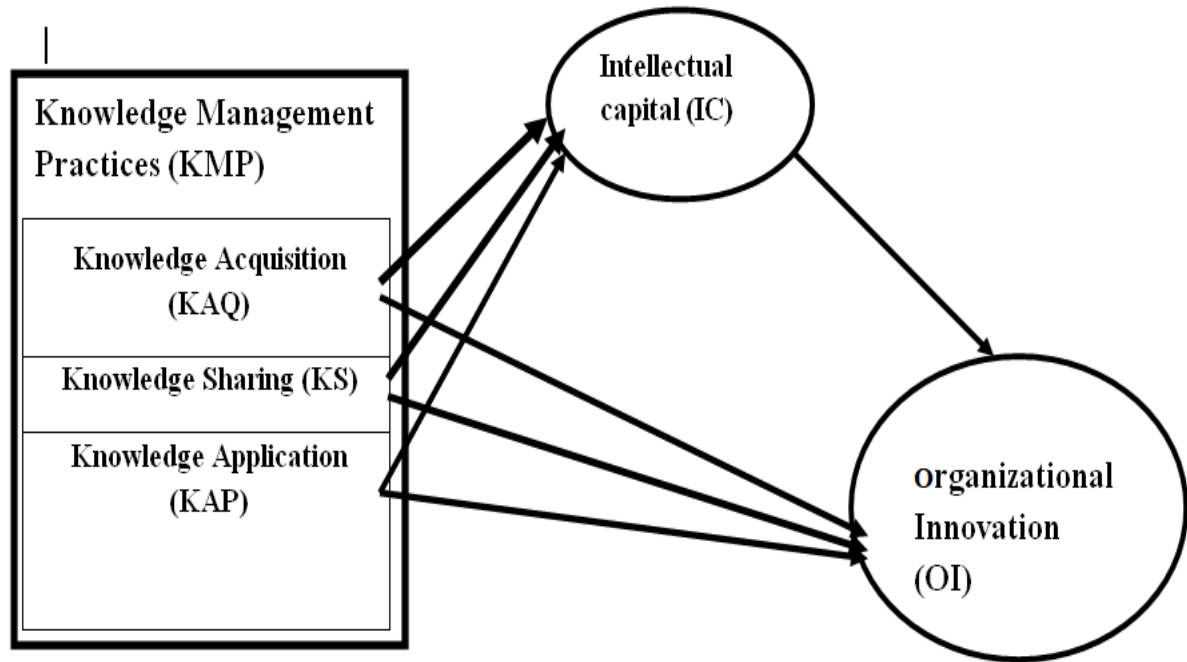 Knowledge Management
Practices (KMP)
Knowledge Acquisition
(KAQ)
Knowledge Sharing (KS)
Knowledge Application
(KAP)
Intellectual
capital (IC)
Organizational
Innovation
(OI)